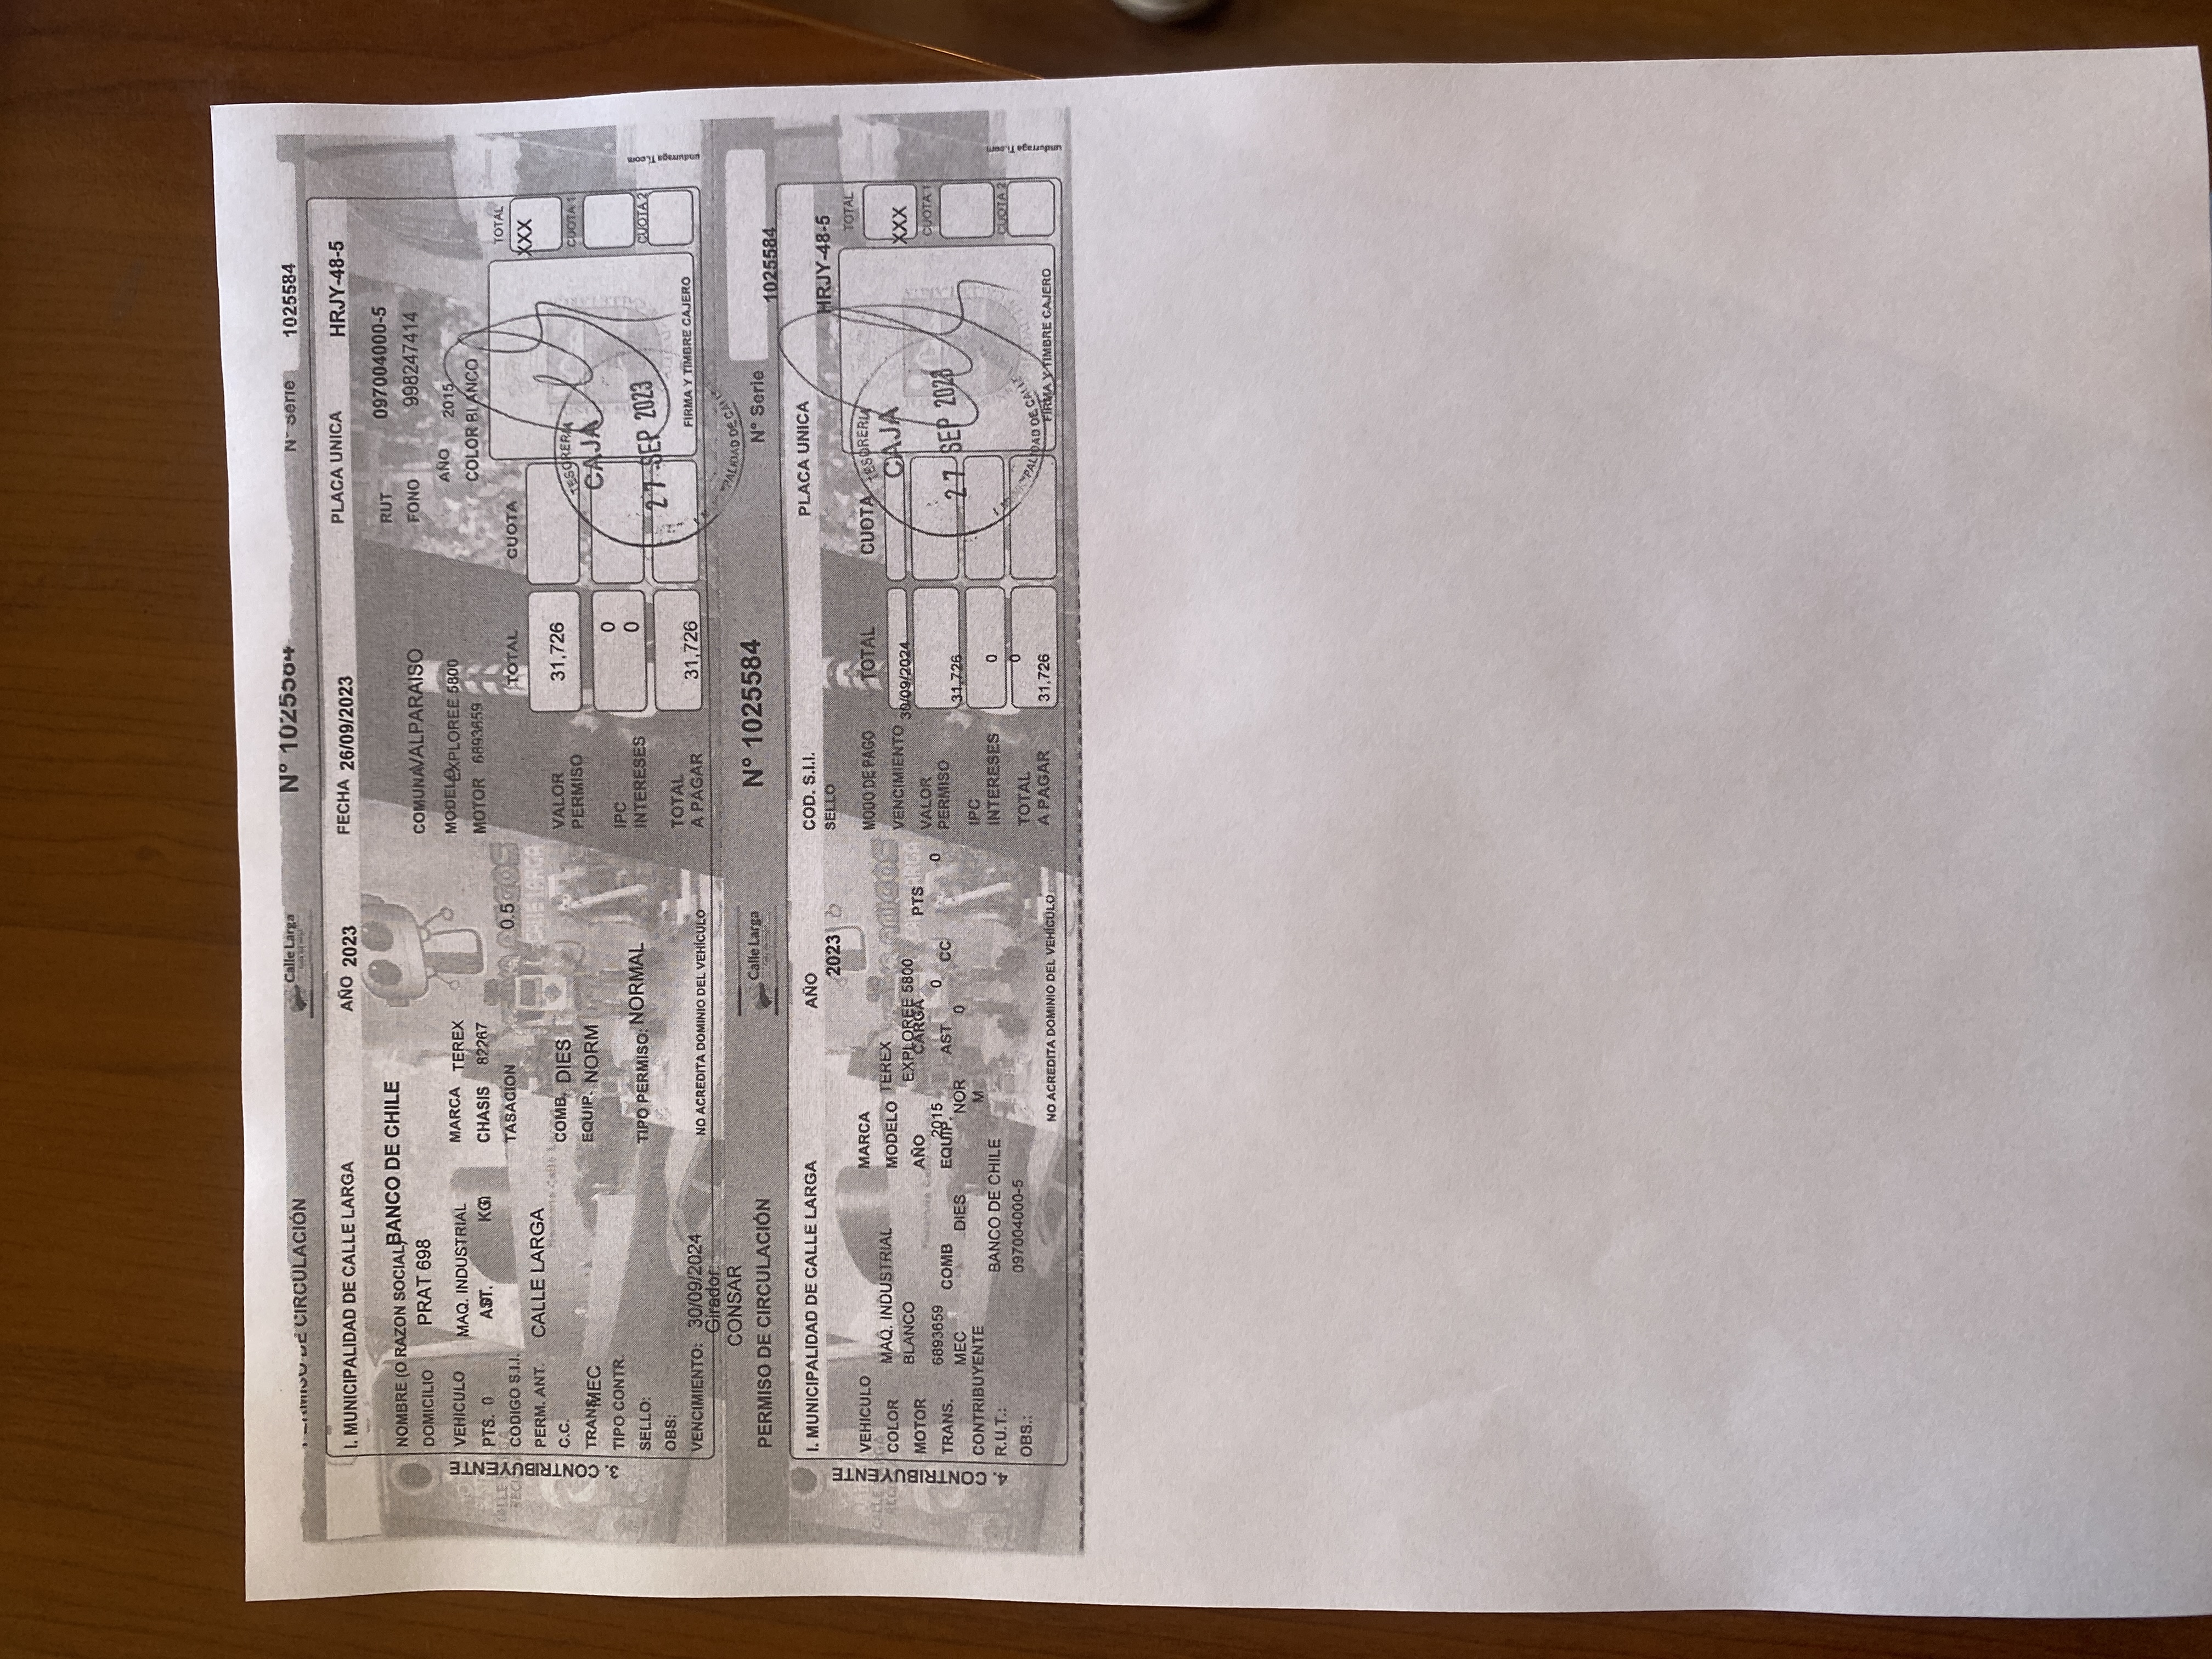 PERMISO DE CIRCULACIÓN Calle Larga N° 1025584 N° Serie 1025584
I. MUNICIPALIDAD DE CALLE LARGA AÑO 2023 FECHA 26/09/2023 PLACA UNICA HRJY-48-5
NOMBRE (O RAZON SOCIAL) BANCO DE CHILE RUT 097004000-5
DOMICILIO PRAT 698 COMUNA VALPARAISO FONO 998247414
VEHICULO MAQ. INDUSTRIAL MARCA TEREX MODELO EXPLOREE 5800 AÑO 2015
PTS. 0 AST. KG CHASIS 82267 MOTOR 6893659 COLOR BLANCO
CODIGO S.I.I. TASACION 0.5 TOTAL CUOTA TOTAL
PERM. ANT. CALLE LARGA XXX
C.C. COMB. DIES VALOR PERMISO 31,726 CUOTA 1
TRANS MEC EQUIP. NORM TESORERIA
CAJA
TIPO CONTR. IPC 0
SELLO: TIPO PERMISO: NORMAL INTERESES 0 27 SEP 2023 CUOTA 2
OBS: TOTAL
VENCIMIENTO: 30/09/2024 NO ACREDITA DOMINIO DEL VEHÍCULO A PAGAR 31,726 FIRMA Y TIMBRE CAJERO
Girador:
CONSAR
3. CONTRIBUYENTE
undurraga Ti.com
PERMISO DE CIRCULACIÓN Calle Larga N° 1025584 N° Serie 1025584
I. MUNICIPALIDAD DE CALLE LARGA AÑO 2023 COD. S.I.I. PLACA UNICA HRJY-48-5
SELLO
VEHICULO MAQ. INDUSTRIAL MARCA TEREX MODO DE PAGO TOTAL CUOTA TOTAL
COLOR BLANCO MODELO EXPLOREE 5800 VENCIMIENTO 30/09/2024 XXX
MOTOR 6893659 AÑO 2015 CARGA 0 PTS 0 VALOR PERMISO 31,726 CUOTA 1
TRANS. MEC COMB DIES EQUIP. NOR M AST 0 CC
CONTRIBUYENTE BANCO DE CHILE IPC 0
R.U.T.: 097004000-5 INTERESES 0 CUOTA 2
OBS.: TOTAL A PAGAR 31,726
NO ACREDITA DOMINIO DEL VEHÍCULO FIRMA Y TIMBRE CAJERO
TESORERIA
CAJA
27 SEP 2023
4. CONTRIBUYENTE
undurraga Ti.com